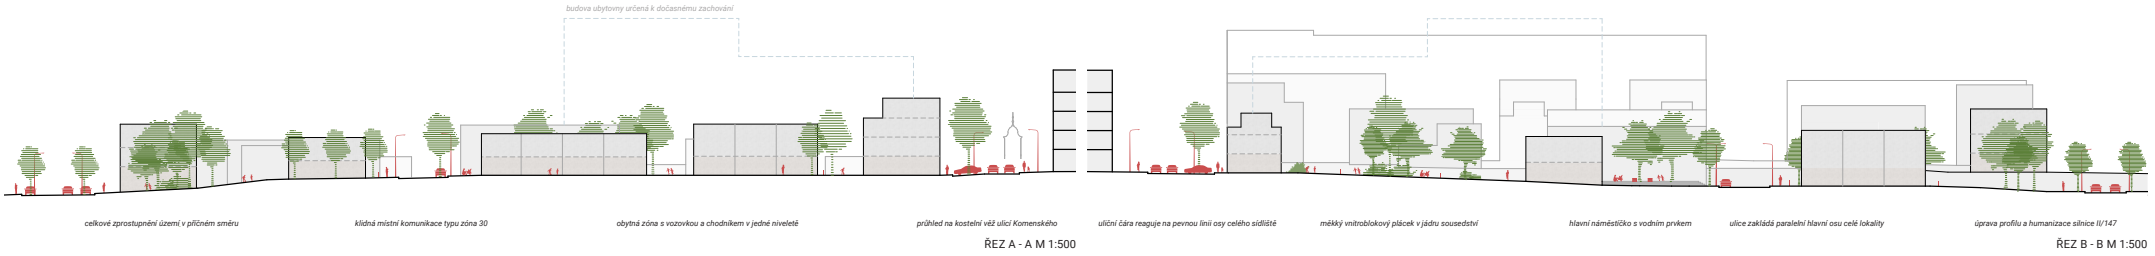 budova ubytovny určená k dočasnému zachování
celkové zprostupnění území v příčném směru
klidná místní komunikace typu zóna 30
obytná zóna s vozovkou a chodníkem v jedné niveletě
průhled na kostelní věž ulicí Komenského
uliční čára reaguje na pevnou linii osy celého sídliště
měkký vnitroblokový plácek v jádru sousedství
hlavní náměstíčko s vodním prvkem
ulice zakládá paralelní hlavní osu celé lokality
úprava profilu a humanizace silnice II/147
ŘEZ A - A M 1:500
ŘEZ B - B M 1:500